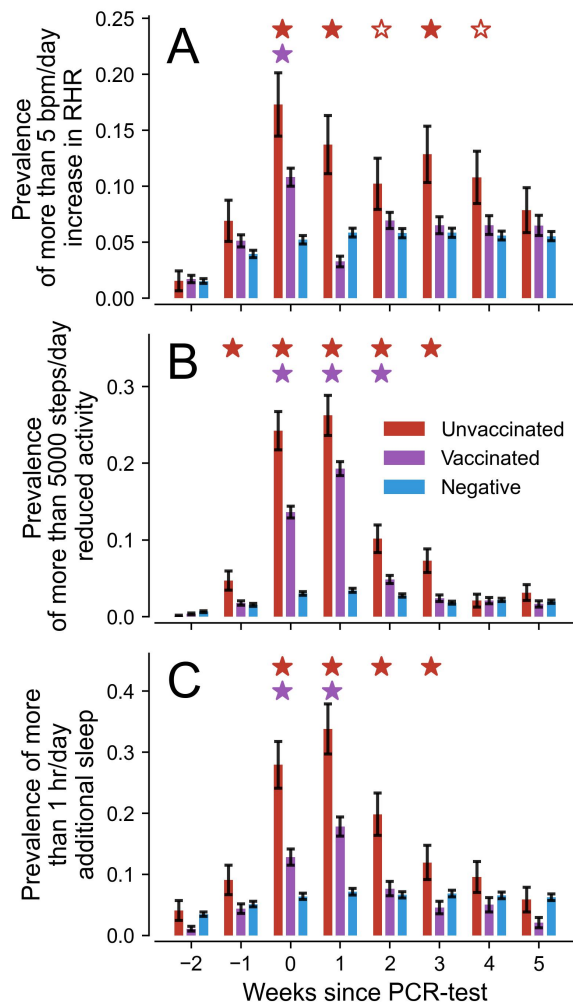 A
Prevalence
of more than 5 bpm/day
increase in RHR
0.25
0.20
0.15
0.10
0.05
0.00
B
Prevalence
of more than 5000 steps/day
reduced activity
0.3
0.2
0.1
0.0
Unvaccinated
Vaccinated
Negative
C
Prevalence of more
than 1 hr/day
additional sleep
0.4
0.3
0.2
0.1
0.0
−2 −1 0 1 2 3 4 5
Weeks since PCR-test